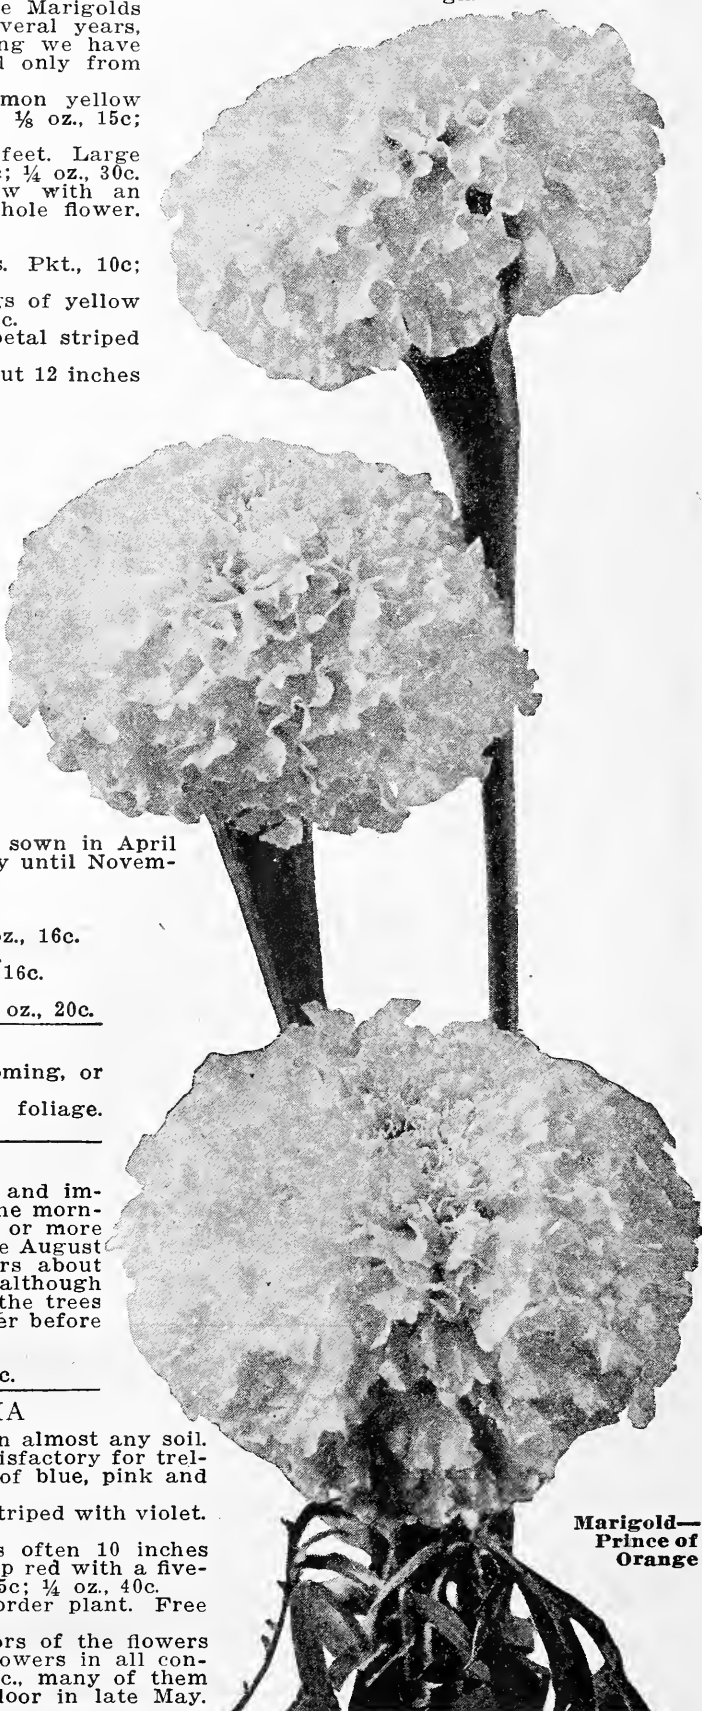 e Marigolds
veral years,
ng we have
d only from
mon yellow
⅛ oz., 15c;
feet. Large
; ¼ oz., 30c.
w with an
hole flower.
s. Pkt., 10c;
gs of yellow
c.
petal striped
ut 12 inches
sown in April
y until Novem-
oz., 16c.
16c.
oz., 20c.
oming, or
foliage.
and im-
he morn-
or more
e August
rs about
although
the trees
er before
c.
IA
n almost any soil.
isfactory for trel-
of blue, pink and
triped with violet.
s often 10 inches
p red with a five-
5c; ¼ oz., 40c.
order plant. Free
ors of the flowers
owers in all con-
c., many of them
door in late May.
Marigold—
Prince of
Orange